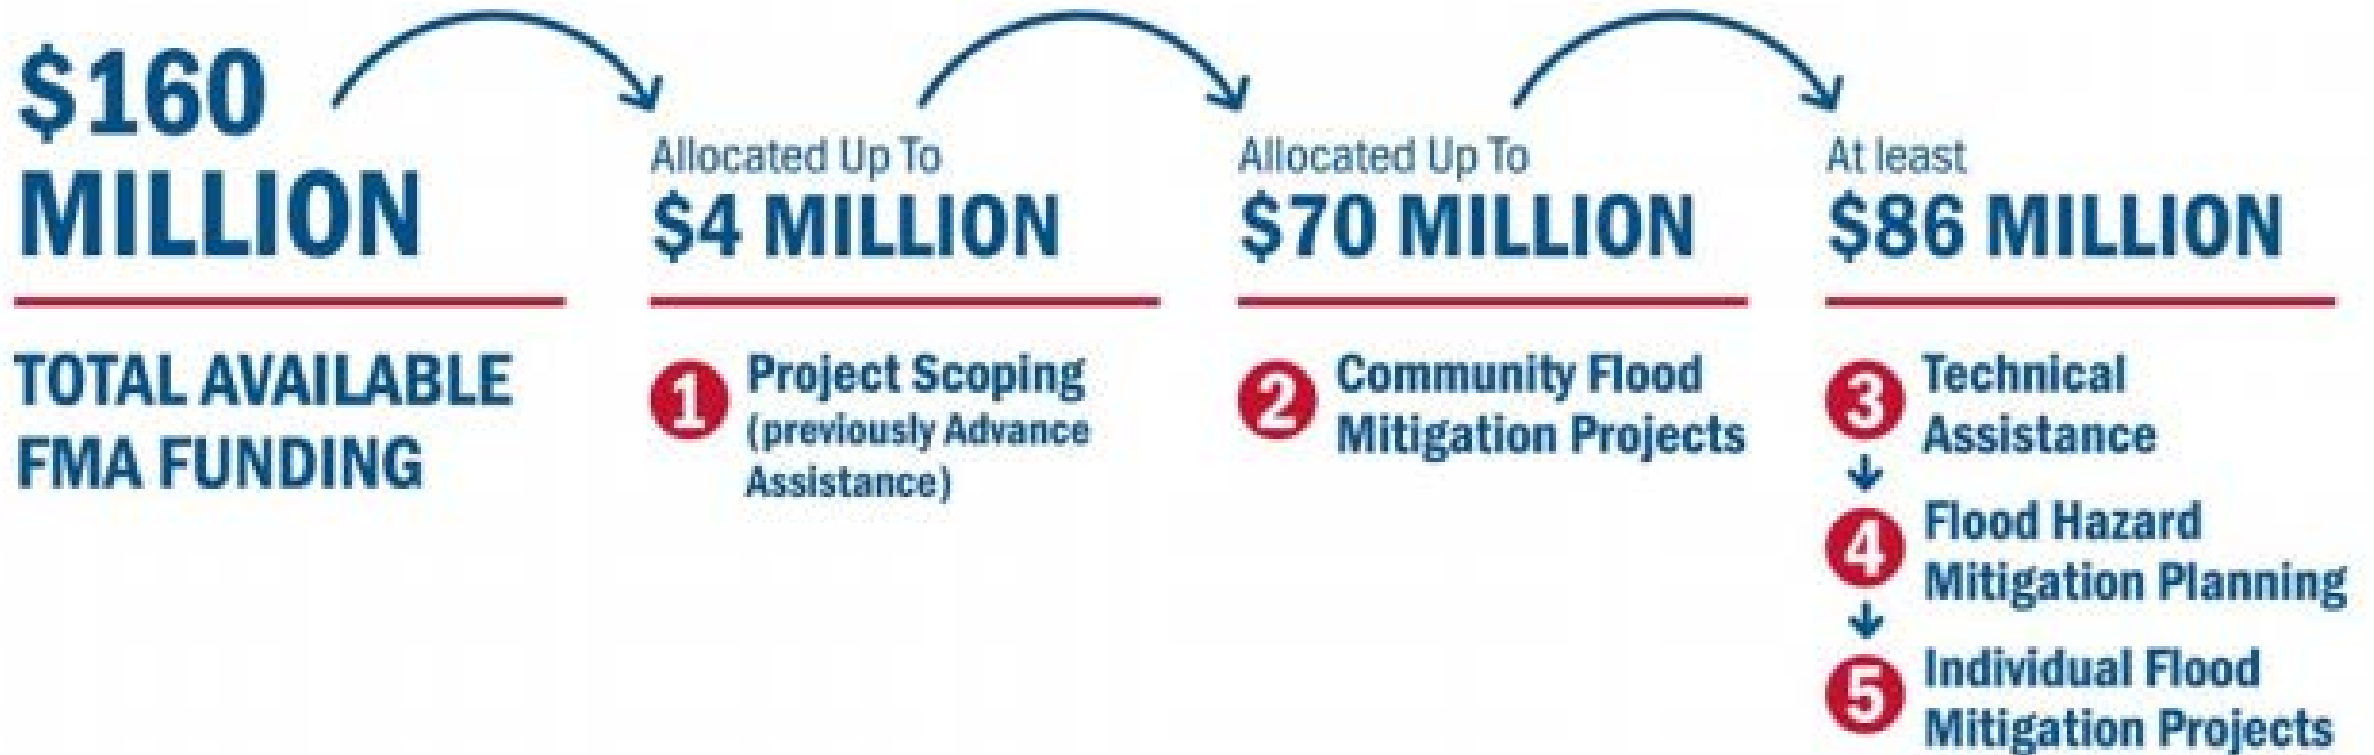 $160
MILLION
TOTAL AVAILABLE
FMA FUNDING
Allocated Up To
$4 MILLION
1 Project Scoping
(previously Advance
Assistance)
Allocated Up To
$70 MILLION
2 Community Flood
Mitigation Projects
At least
$86 MILLION
3 Technical
Assistance
4 Flood Hazard
Mitigation Planning
5 Individual Flood
Mitigation Projects